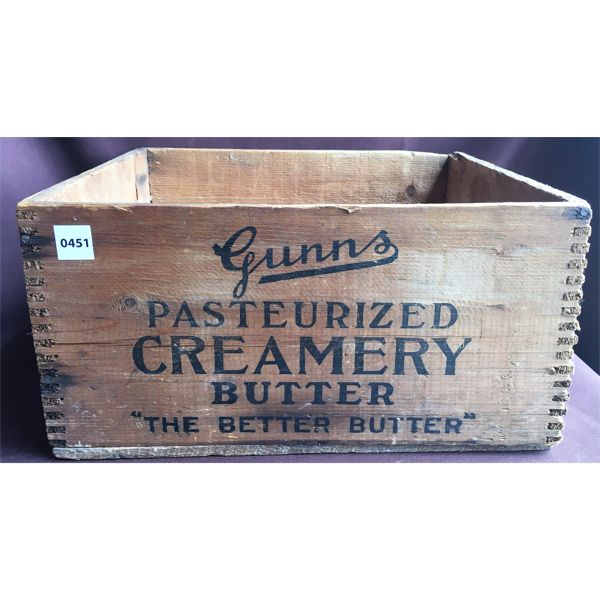 0451
Gunns
PASTEURIZED
CREAMERY
BUTTER
"THE BETTER BUTTER"